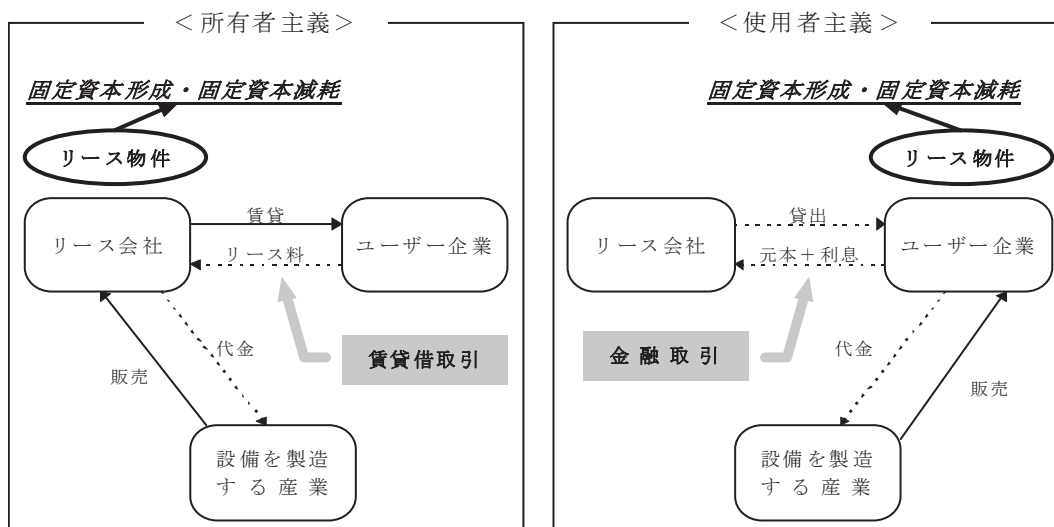 ＜所有者主義＞
固定資本形成・固定資本減耗
リース物件
リース会社
賃貸
リース料
ユーザー企業
代金
販売
賃貸借取引
設備を製造
する産業
＜使用者主義＞
固定資本形成・固定資本減耗
リース物件
リース会社
貸出
元本＋利息
ユーザー企業
金融取引
代金
販売
設備を製造
する産業